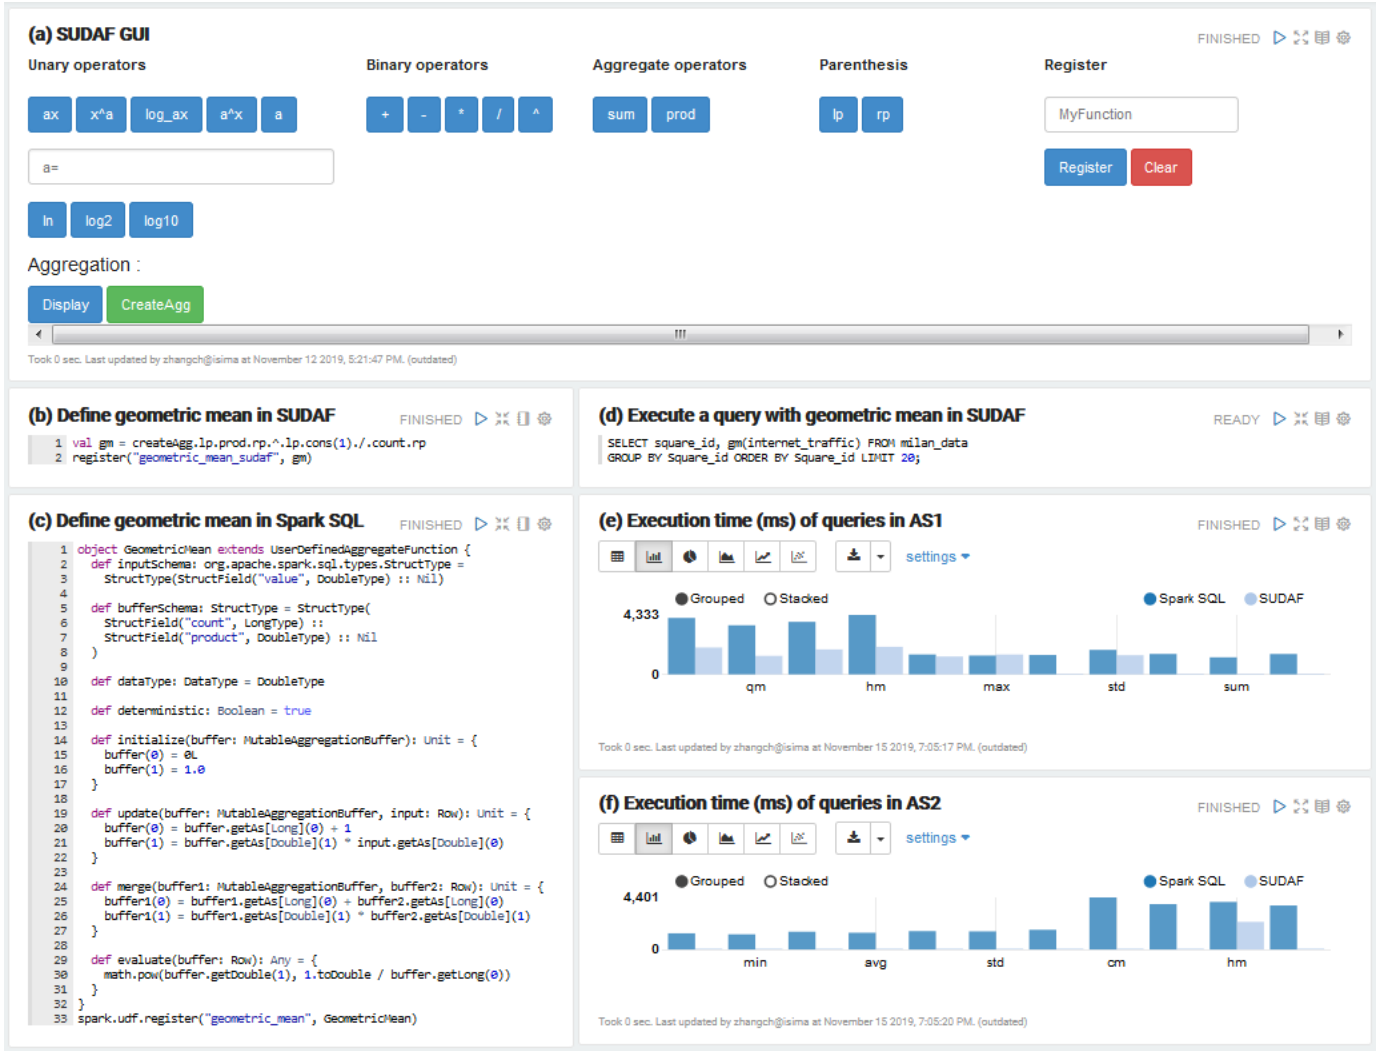 (a) SUDAF GUI
FINISHED
Unary operators Binary operators Aggregate operators Parenthesis Register
ax x^a log_ax a^x a + - * / ^ sum prod lp rp MyFunction
a=
Register Clear
ln log2 log10
Aggregation :
Display CreateAgg
Took 0 sec. Last updated by zhangch@isima at November 12 2019, 5:21:47 PM. (outdated)
(b) Define geometric mean in SUDAF
FINISHED
1 val gm = createAgg.lp.prod.rp.^.lp.cons(1)./.count.rp
2 register("geometric_mean_sudaf", gm)
(d) Execute a query with geometric mean in SUDAF
READY
SELECT square_id, gm(internet_traffic) FROM milan_data
GROUP BY Square_id ORDER BY Square_id LIMIT 20;
(c) Define geometric mean in Spark SQL
FINISHED
1 object GeometricMean extends UserDefinedAggregateFunction {
2 def inputSchema: org.apache.spark.sql.types.StructType =
3 StructType(StructField("value", DoubleType) :: Nil)
4
5 def bufferSchema: StructType = StructType(
6 StructField("count", LongType) ::
7 StructField("product", DoubleType) :: Nil
8 )
9
10 def dataType: DataType = DoubleType
11
12 def deterministic: Boolean = true
13
14 def initialize(buffer: MutableAggregationBuffer): Unit = {
15 buffer(0) = 0L
16 buffer(1) = 1.0
17 }
18
19 def update(buffer: MutableAggregationBuffer, input: Row): Unit = {
20 buffer(0) = buffer.getAs[Long](0) + 1
21 buffer(1) = buffer.getAs[Double](1) * input.getAs[Double](0)
22 }
23
24 def merge(buffer1: MutableAggregationBuffer, buffer2: Row): Unit = {
25 buffer1(0) = buffer1.getAs[Long](0) + buffer2.getAs[Long](0)
26 buffer1(1) = buffer1.getAs[Double](1) * buffer2.getAs[Double](1)
27 }
28
29 def evaluate(buffer: Row): Any = {
30 math.pow(buffer.getDouble(1), 1.toDouble / buffer.getLong(0))
31 }
32 }
33 spark.udf.register("geometric_mean", GeometricMean)
(e) Execution time (ms) of queries in AS1
FINISHED
settings
Grouped Stacked Spark SQL SUDAF
4,333
0
qm hm max std sum
Took 0 sec. Last updated by zhangch@isima at November 15 2019, 7:05:17 PM. (outdated)
(f) Execution time (ms) of queries in AS2
FINISHED
settings
Grouped Stacked Spark SQL SUDAF
4,401
0
min avg std cm hm
Took 0 sec. Last updated by zhangch@isima at November 15 2019, 7:05:20 PM. (outdated)